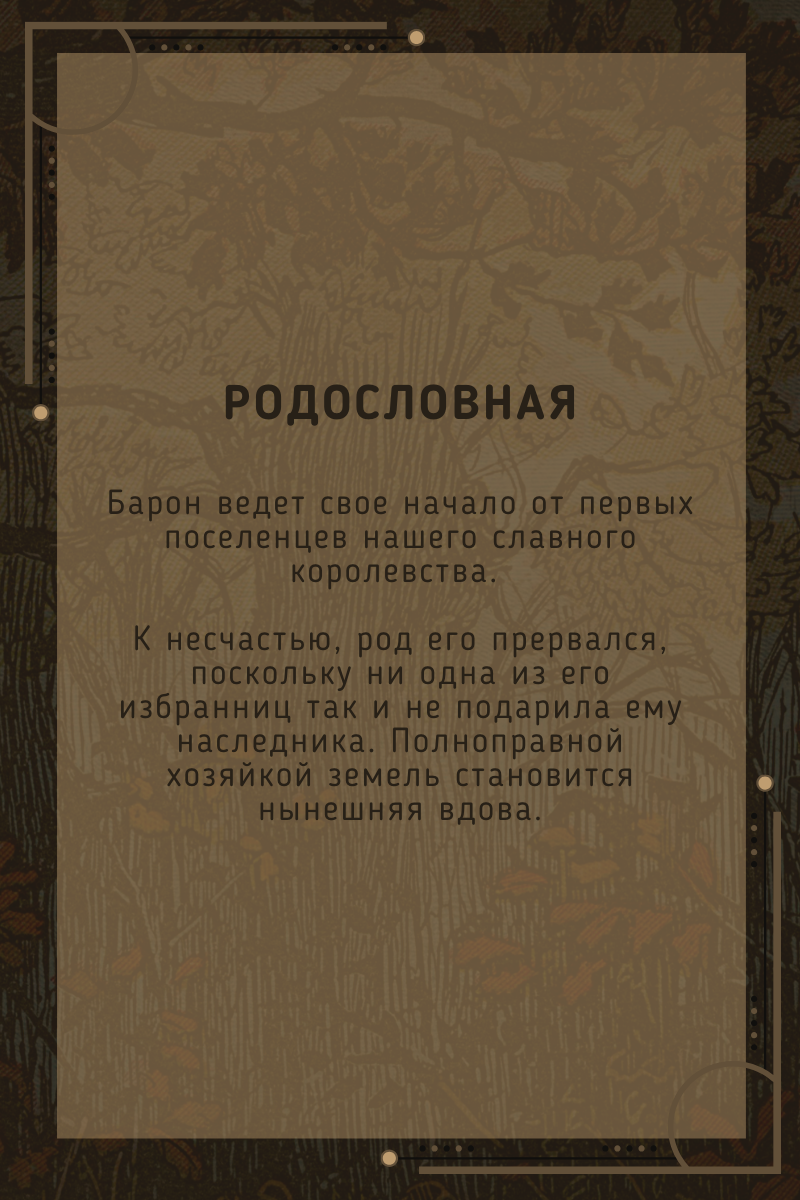 РОДОСЛОВНАЯ
Барон ведет свое начало от первых
поселенцев нашего славного
королевства.
К несчастью, род его прервался,
поскольку ни одна из его
избранниц так и не подарила ему
наследника. Полноправной
хозяйкой земель становится
нынешняя вдова.